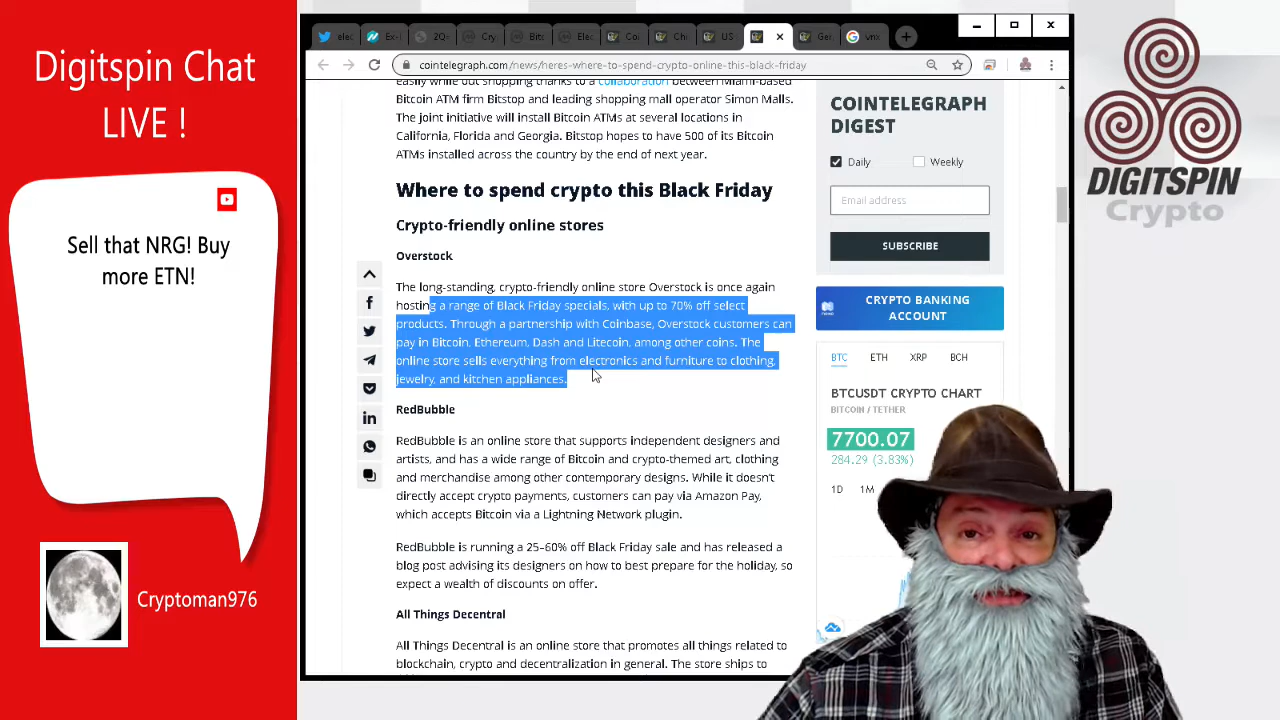 Digitspin Chat
LIVE !
Sell that NRG! Buy
more ETN!
Cryptoman976
elec
Ex-I
2Q
Cry
Bitc
Elec
Coi
Chi
US
Ger
vnx
cointelegraph.com/news/heres-where-to-spend-crypto-online-this-black-friday
easily while out shopping thanks to a collaboration between Miami-based
Bitcoin ATM firm Bitstop and leading shopping mall operator Simon Malls.
The joint initiative will install Bitcoin ATMs at several locations in
California, Florida and Georgia. Bitstop hopes to have 500 of its Bitcoin
ATMs installed across the country by the end of next year.
Where to spend crypto this Black Friday
Crypto-friendly online stores
Overstock
The long-standing, crypto-friendly online store Overstock is once again
hosting a range of Black Friday specials, with up to 70% off select
products. Through a partnership with Coinbase, Overstock customers can
pay in Bitcoin, Ethereum, Dash and Litecoin, among other coins. The
online store sells everything from electronics and furniture to clothing,
jewelry, and kitchen appliances.
RedBubble
RedBubble is an online store that supports independent designers and
artists, and has a wide range of Bitcoin and crypto-themed art, clothing
and merchandise among other contemporary designs. While it doesn't
directly accept crypto payments, customers can pay via Amazon Pay,
which accepts Bitcoin via a Lightning Network plugin.
RedBubble is running a 25–60% off Black Friday sale and has released a
blog post advising its designers on how to best prepare for the holiday, so
expect a wealth of discounts on offer.
All Things Decentral
All Things Decentral is an online store that promotes all things related to
blockchain, crypto and decentralization in general. The store ships to
COINTELEGRAPH
DIGEST
Daily
Weekly
Email address
SUBSCRIBE
CRYPTO BANKING
ACCOUNT
BTC ETH XRP BCH
BTCUSDT CRYPTO CHART
BITCOIN / TETHER
7700.07
284.29 (3.83%)
1D 1M
DIGITSPIN
Crypto